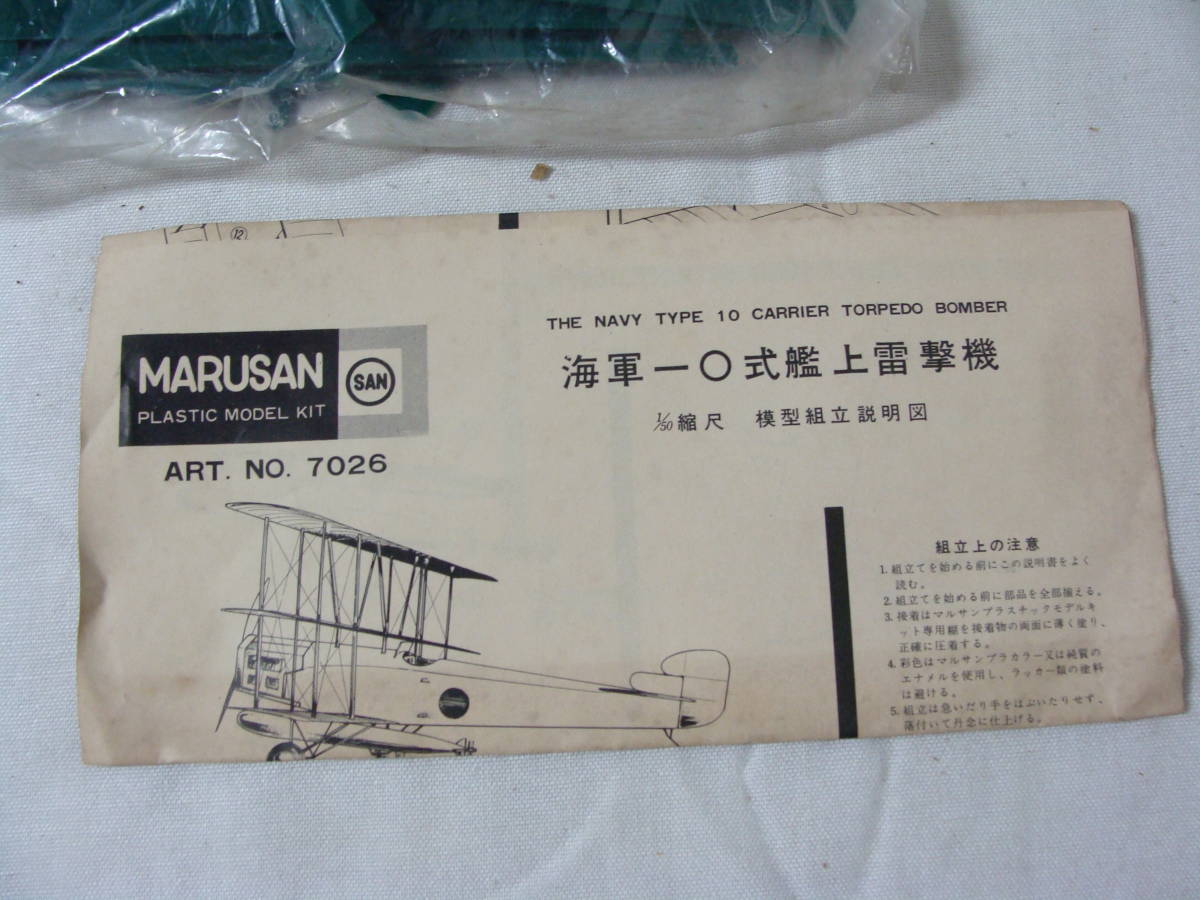 12
MARUSAN
PLASTIC MODEL KIT
SAN
ART. NO. 7026
THE NAVY TYPE 10 CARRIER TORPEDO BOMBER
海軍一〇式艦上雷撃機
1/50 縮尺 模型組立説明図
組立上の注意
1. 組立てを始める前にこの説明書をよく
読む。
2. 組立てを始める前に部品を全部揃える。
3. 接着はマルサンプラスチックモデルキ
ット専用糊を接着物の両面に薄く塗り、
正確に圧着する。
4. 彩色はマルサンプラカラー又は純質の
エナメルを使用し、ラッカー類の塗料
は避ける。
5. 組立は急いだり手をはぶいたりせず、
落付いて丹念に仕上げる。